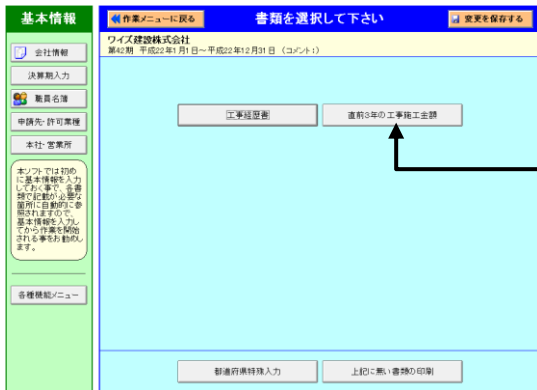 基本情報
会社情報
決算期入力
職員名簿
申請先・許可業種
本社・営業所
本ソフトでは初め
に基本情報を入力
しておく事で、各書
類で記載が必要な
箇所に自動的に参
照されますので、
基本情報を入力し
てから作業を開始
される事をお勧めし
ます。
各種機能メニュー
作業メニューに戻る
書類を選択して下さい
変更を保存する
ワイズ建設株式会社
第42期 平成22年1月1日～平成22年12月31日 （コメント：）
工事経歴書
直前3年の工事施工金額
都道府県特殊入力
上記に無い書類の印刷